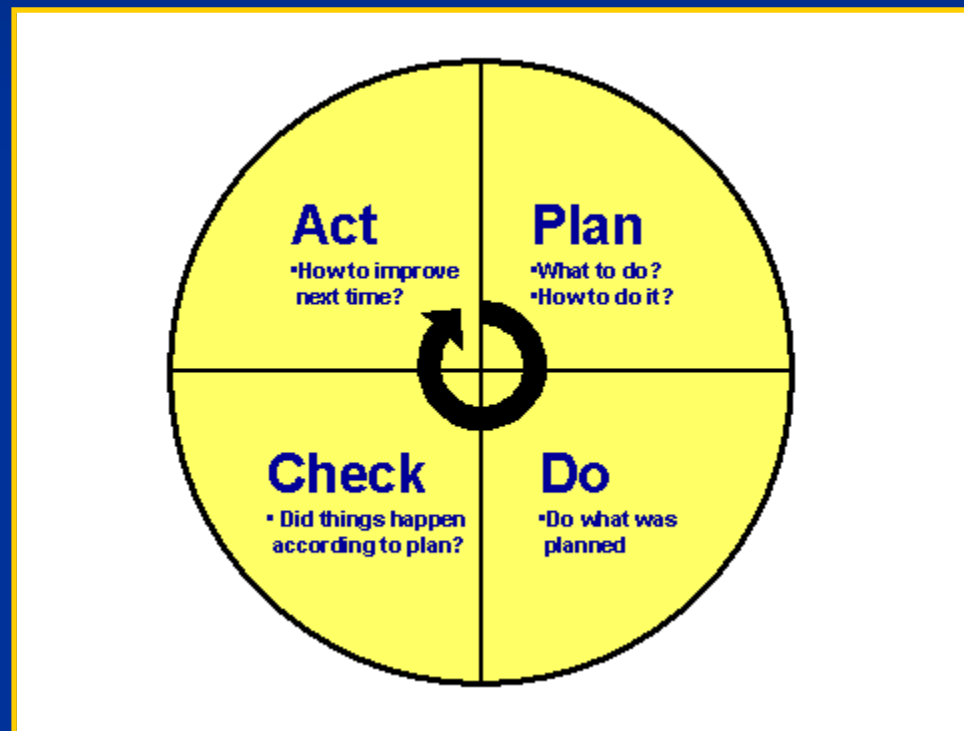 Act
▪How to improve
next time?
Plan
▪What to do?
▪How to do it?
Check
▪ Did things happen
according to plan?
Do
▪Do what was
planned